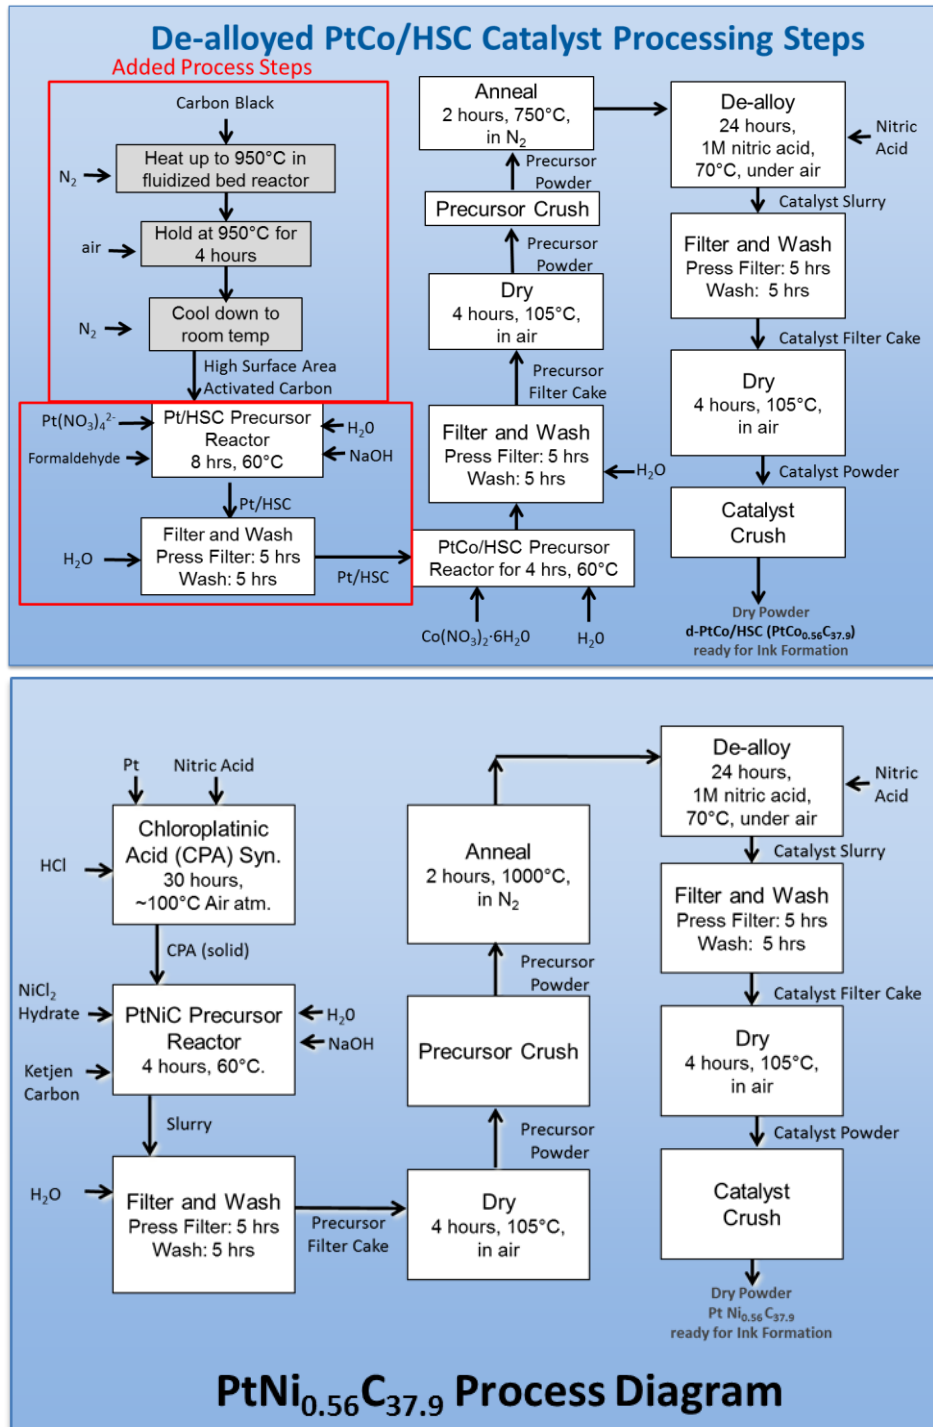 De-alloyed PtCo/HSC Catalyst Processing Steps
Added Process Steps
Carbon Black
N₂
Heat up to 950°C in
fluidized bed reactor
air
Hold at 950°C for
4 hours
N₂
Cool down to
room temp
High Surface Area
Activated Carbon
Pt(NO₃)₄²⁻
Formaldehyde
Pt/HSC Precursor
Reactor
8 hrs, 60°C
H₂0
NaOH
Pt/HSC
H₂O
Filter and Wash
Press Filter: 5 hrs
Wash: 5 hrs
Pt/HSC
PtCo/HSC Precursor
Reactor for 4 hrs, 60°C
Co(NO₃)₂·6H₂0
H₂0
Filter and Wash
Press Filter: 5 hrs
Wash: 5 hrs
H₂O
Precursor
Filter Cake
Dry
4 hours, 105°C,
in air
Precursor
Powder
Precursor Crush
Precursor
Powder
Anneal
2 hours, 750°C,
in N₂
De-alloy
24 hours,
1M nitric acid,
70°C, under air
Nitric
Acid
Catalyst Slurry
Filter and Wash
Press Filter: 5 hrs
Wash: 5 hrs
Catalyst Filter Cake
Dry
4 hours, 105°C,
in air
Catalyst Powder
Catalyst
Crush
Dry Powder
d-PtCo/HSC (PtCo₀.₅₆C₃₇.₉)
ready for Ink Formation
Pt
Nitric Acid
HCl
Chloroplatinic
Acid (CPA) Syn.
30 hours,
~100°C Air atm.
CPA (solid)
NiCl₂
Hydrate
Ketjen
Carbon
PtNiC Precursor
Reactor
4 hours, 60°C.
H₂O
NaOH
Slurry
H₂O
Filter and Wash
Press Filter: 5 hrs
Wash: 5 hrs
Precursor
Filter Cake
Dry
4 hours, 105°C,
in air
Precursor
Powder
Precursor Crush
Precursor
Powder
Anneal
2 hours, 1000°C,
in N₂
De-alloy
24 hours,
1M nitric acid,
70°C, under air
Nitric
Acid
Catalyst Slurry
Filter and Wash
Press Filter: 5 hrs
Wash: 5 hrs
Catalyst Filter Cake
Dry
4 hours, 105°C,
in air
Catalyst Powder
Catalyst
Crush
Dry Powder
Pt Ni₀.₅₆C₃₇.₉
ready for Ink Formation
PtNi₀.₅₆C₃₇.₉ Process Diagram